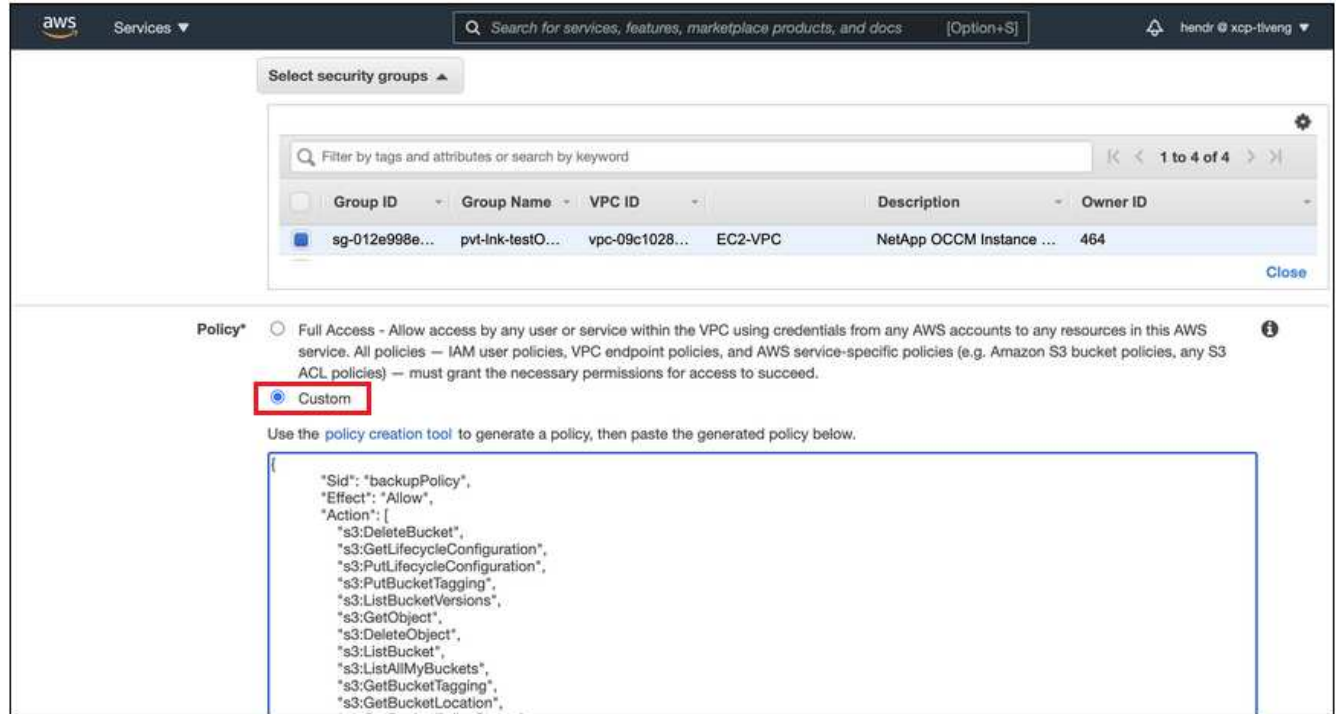 aws Services ▼ Search for services, features, marketplace products, and docs [Option+S] hendr @ xcp-tlveng ▼
Select security groups ▲
Filter by tags and attributes or search by keyword 1 to 4 of 4
Group ID Group Name VPC ID Description Owner ID
sg-012e998e... pvt-lnk-testO... vpc-09c1028... EC2-VPC NetApp OCCM Instance ... 464
Close
Policy* Full Access - Allow access by any user or service within the VPC using credentials from any AWS accounts to any resources in this AWS
service. All policies — IAM user policies, VPC endpoint policies, and AWS service-specific policies (e.g. Amazon S3 bucket policies, any S3
ACL policies) — must grant the necessary permissions for access to succeed.
Custom
Use the policy creation tool to generate a policy, then paste the generated policy below.
{
"Sid": "backupPolicy",
"Effect": "Allow",
"Action": [
"s3:DeleteBucket",
"s3:GetLifecycleConfiguration",
"s3:PutLifecycleConfiguration",
"s3:PutBucketTagging",
"s3:ListBucketVersions",
"s3:GetObject",
"s3:DeleteObject",
"s3:ListBucket",
"s3:ListAllMyBuckets",
"s3:GetBucketTagging",
"s3:GetBucketLocation",